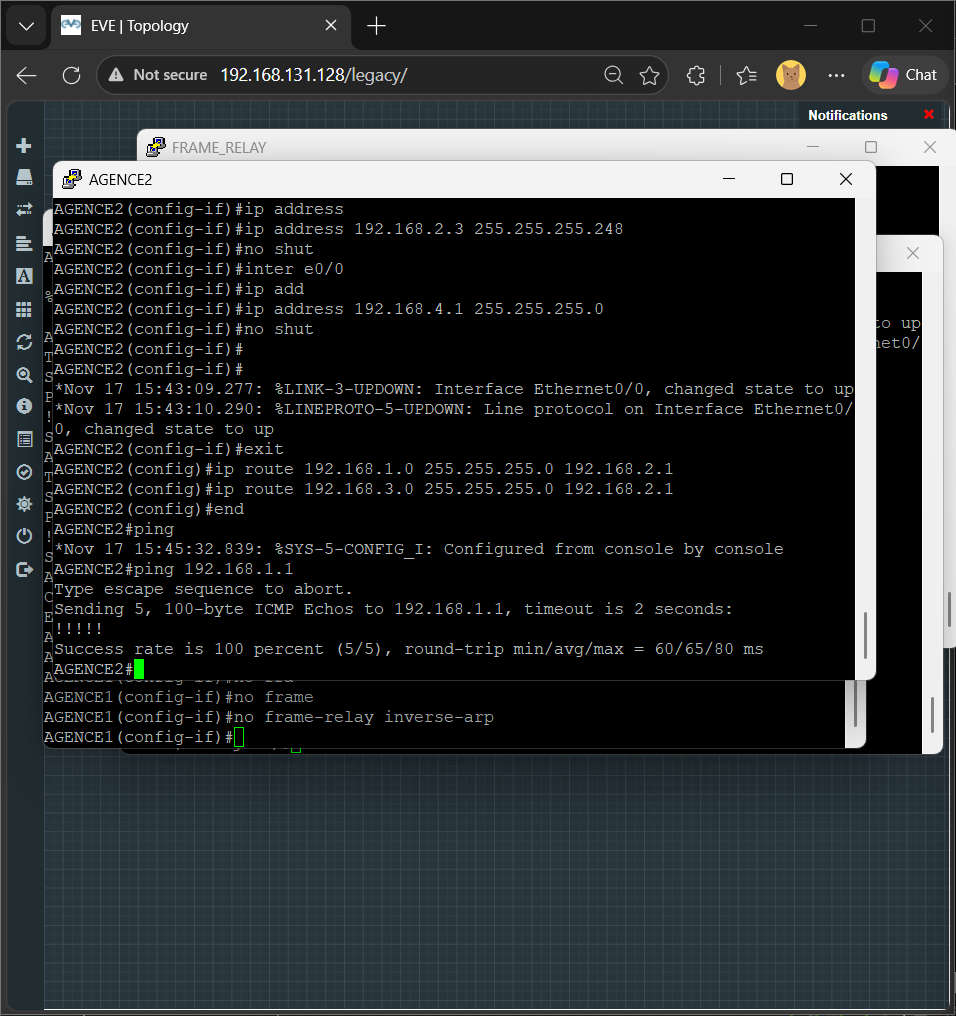 EVE | Topology
Not secure 192.168.131.128/legacy/
Chat
Notifications
FRAME_RELAY
AGENCE2
AGENCE2(config-if)#ip address
AGENCE2(config-if)#ip address 192.168.2.3 255.255.255.248
AGENCE2(config-if)#no shut
AGENCE2(config-if)#inter e0/0
AGENCE2(config-if)#ip add
AGENCE2(config-if)#ip address 192.168.4.1 255.255.255.0
AGENCE2(config-if)#no shut
AGENCE2(config-if)#
AGENCE2(config-if)#
*Nov 17 15:43:09.277: %LINK-3-UPDOWN: Interface Ethernet0/0, changed state to up
*Nov 17 15:43:10.290: %LINEPROTO-5-UPDOWN: Line protocol on Interface Ethernet0/
0, changed state to up
AGENCE2(config-if)#exit
AGENCE2(config)#ip route 192.168.1.0 255.255.255.0 192.168.2.1
AGENCE2(config)#ip route 192.168.3.0 255.255.255.0 192.168.2.1
AGENCE2(config)#end
AGENCE2#ping
*Nov 17 15:45:32.839: %SYS-5-CONFIG_I: Configured from console by console
AGENCE2#ping 192.168.1.1
Type escape sequence to abort.
Sending 5, 100-byte ICMP Echos to 192.168.1.1, timeout is 2 seconds:
!!!!!
Success rate is 100 percent (5/5), round-trip min/avg/max = 60/65/80 ms
AGENCE2#
to up
net0/
AGENCE1(config-if)#no frame
AGENCE1(config-if)#no frame-relay inverse-arp
AGENCE1(config-if)#